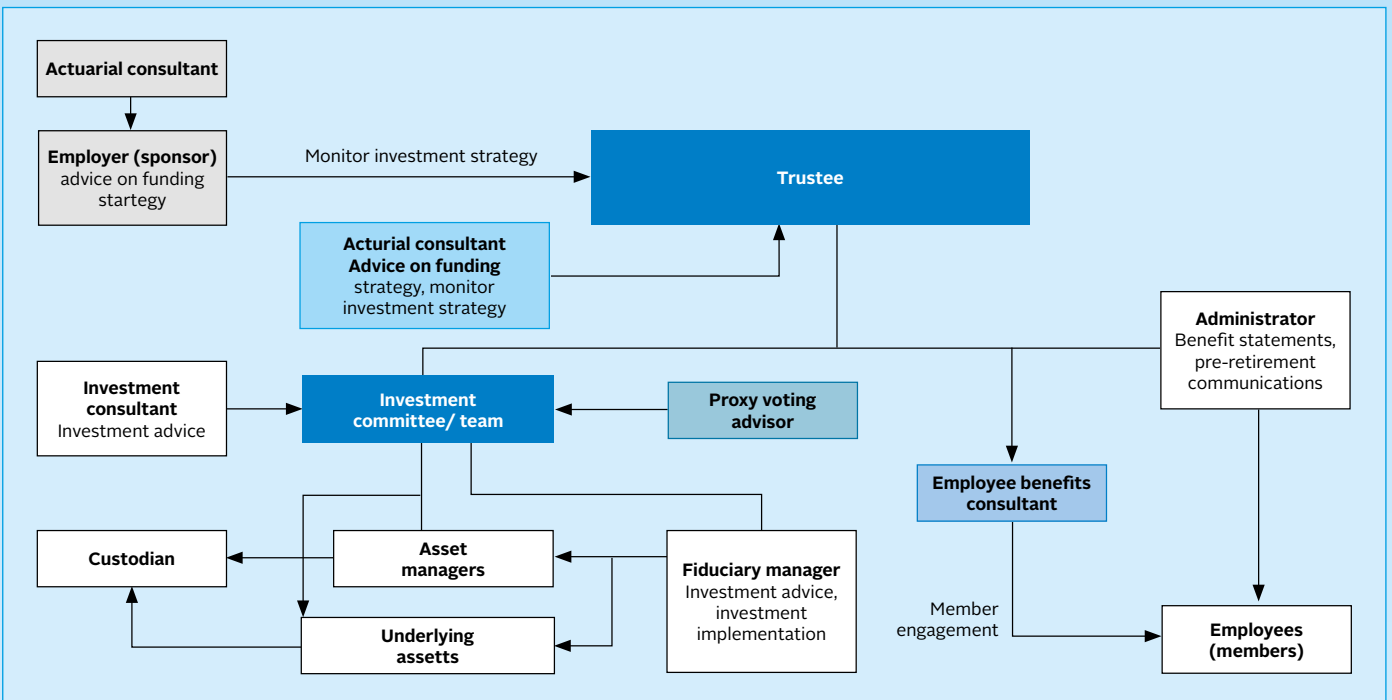 Actuarial consultant
Employer (sponsor)
advice on funding
startegy
Monitor investment strategy
Trustee
Acturial consultant
Advice on funding
strategy, monitor
investment strategy
Administrator
Benefit statements,
pre-retirement
communications
Investment
consultant
Investment advice
Investment
committee/ team
Proxy voting
advisor
Employee benefits
consultant
Custodian
Asset
managers
Fiduciary manager
Investment advice,
investment
implementation
Underlying
assetts
Member
engagement
Employees
(members)